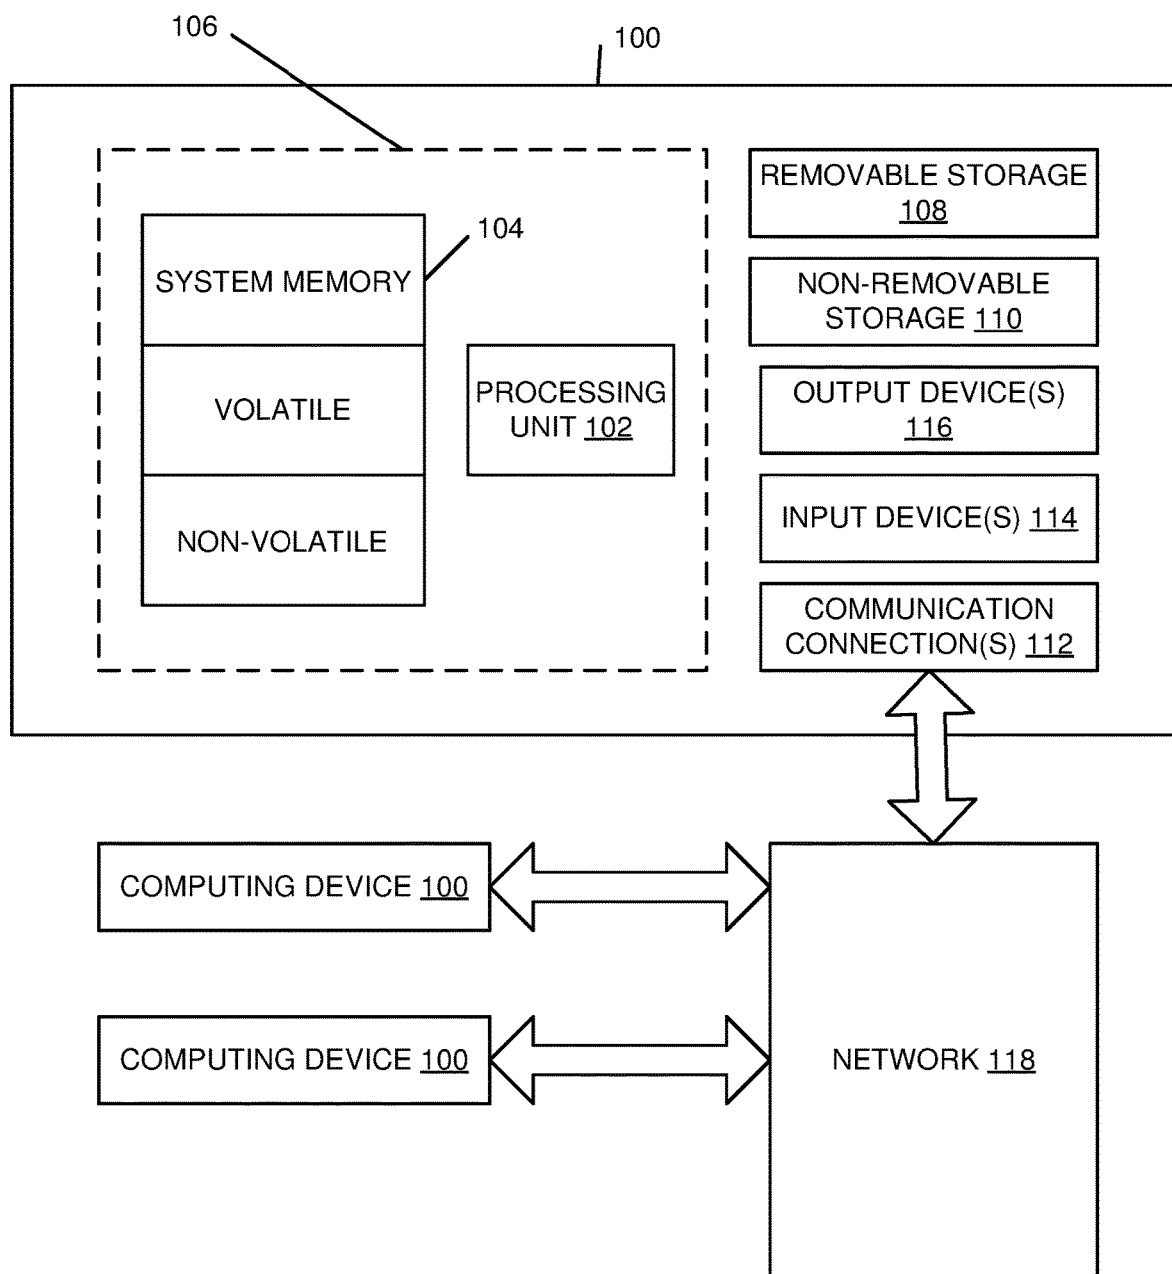 106
100
104
SYSTEM MEMORY
VOLATILE
NON-VOLATILE
PROCESSING
UNIT 102
REMOVABLE STORAGE
108
NON-REMOVABLE
STORAGE 110
OUTPUT DEVICE(S)
116
INPUT DEVICE(S) 114
COMMUNICATION
CONNECTION(S) 112
COMPUTING DEVICE 100
COMPUTING DEVICE 100
NETWORK 118